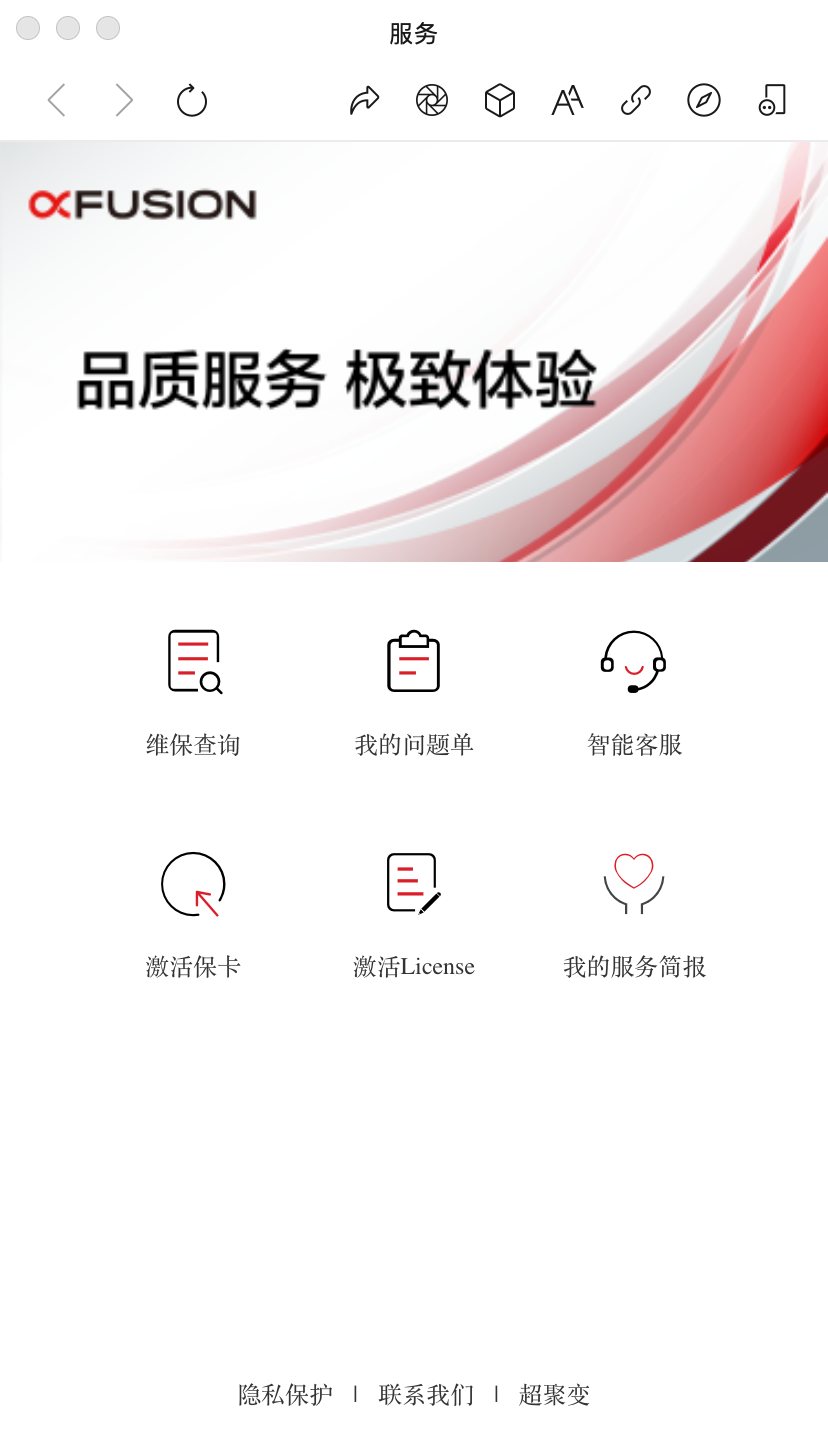 服务
XFUSION
品质服务 极致体验
维保查询
我的问题单
智能客服
激活保卡
激活License
我的服务简报
隐私保护 | 联系我们 | 超聚变